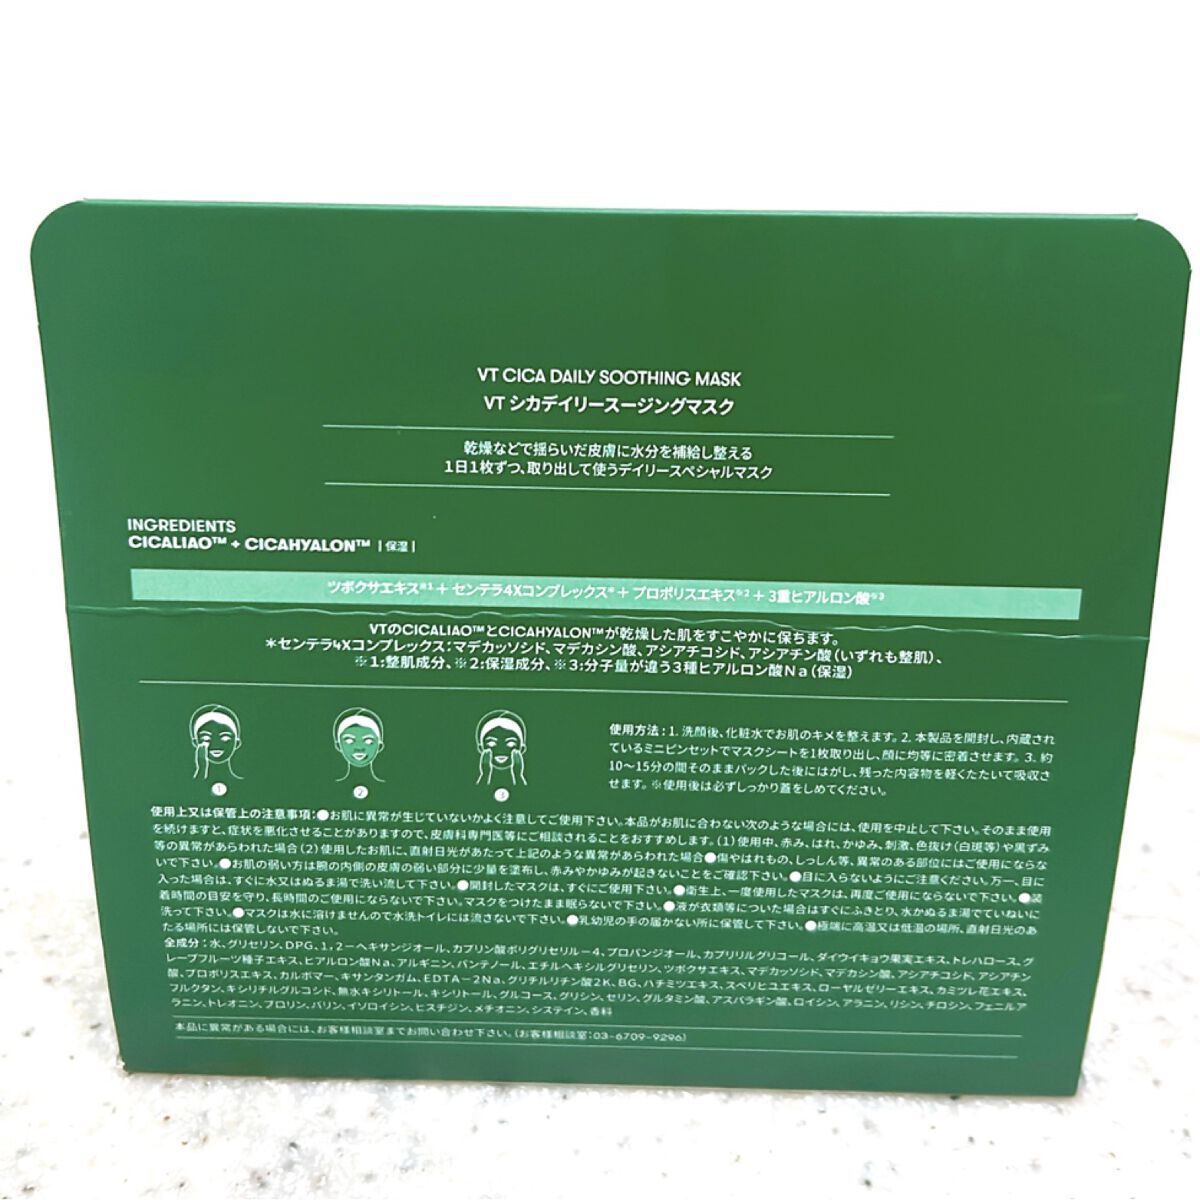 VT CICA DAILY SOOTHING MASK
VT シカデイリースージングマスク
乾燥などで揺らいだ皮膚に水分を補給し整える
1日1枚ずつ、取り出して使うデイリースペシャルマスク
INGREDIENTS
CICALIAO™ + CICAHYALON™ |保湿|
ツボクサエキス※1 + センテラ4Xコンプレックス* + プロポリスエキス※2 + 3重ヒアルロン酸※3
VTのCICALIAO™とCICAHYALON™が乾燥した肌をすこやかに保ちます。
*センテラ4Xコンプレックス:マデカッソシド、マデカシン酸、アシアチコシド、アシアチン酸(いずれも整肌)、
※1:整肌成分、※2:保湿成分、※3:分子量が違う3種ヒアルロン酸Na(保湿)
1
2
3
使用方法:1. 洗顔後、化粧水でお肌のキメを整えます。2. 本製品を開封し、内蔵され
ているミニピンセットでマスクシートを1枚取り出し、顔に均等に密着させます。3. 約
10〜15分の間そのままパックした後にはがし、残った内容物を軽くたたいて吸収さ
せます。※使用後は必ずしっかり蓋をしめてください。
使用上又は保管上の注意事項:●お肌に異常が生じていないかよく注意してご使用下さい。本品がお肌に合わない次のような場合には、使用を中止して下さい。そのまま使用
を続けますと、症状を悪化させることがありますので、皮膚科専門医等にご相談されることをおすすめします。(1)使用中、赤み、はれ、かゆみ、刺激、色抜け(白斑等)や黒ずみ
等の異常があらわれた場合(2)使用したお肌に、直射日光があたって上記のような異常があらわれた場合●傷やはれもの、しっしん等、異常のある部位にはご使用にならな
いで下さい。●お肌の弱い方は腕の内側の皮膚の弱い部分に少量を塗布し、赤みやかゆみが起きないことをご確認下さい。●目に入らないようにご注意ください。万一、目に
入った場合は、すぐに水又はぬるま湯で洗い流して下さい。●開封したマスクは、すぐにご使用下さい。●衛生上、一度使用したマスクは、再度ご使用にならないで下さい。●装
着時間の目安を守り、長時間のご使用にならないで下さい。マスクをつけたまま眠らないで下さい。●液が衣類等についた場合はすぐにふきとり、水かぬるま湯でていねいに
洗って下さい。●マスクは水に溶けませんので水洗トイレには流さないで下さい。●乳幼児の手の届かない所に保管して下さい。●極端に高温又は低温の場所、直射日光のあ
たる場所には保管しないで下さい。
全成分:水、グリセリン、DPG、1,2-ヘキサンジオール、カプリン酸ポリグリセリル-4、プロパンジオール、カプリリルグリコール、ダイウイキョウ果実エキス、トレハロース、グ
レープフルーツ種子エキス、ヒアルロン酸Na、アルギニン、パンテノール、エチルヘキシルグリセリン、ツボクサエキス、マデカッソシド、マデカシン酸、アシアチコシド、アシアチン
酸、プロポリスエキス、カルボマー、キサンタンガム、EDTA-2Na、グリチルリチン酸2K、BG、ハチミツエキス、スベリヒユエキス、ローヤルゼリーエキス、カミツレ花エキス、
フルクタン、キシリチルグルコシド、無水キシリトール、キシリトール、グルコース、グリシン、セリン、グルタミン酸、アスパラギン酸、ロイシン、アラニン、リシン、チロシン、フェニルア
ラニン、トレオニン、プロリン、バリン、イソロイシン、ヒスチジン、メチオニン、システイン、香料
本品に異常がある場合には、お客様相談室までお問い合わせ下さい。(お客様相談室:03-6709-9296)